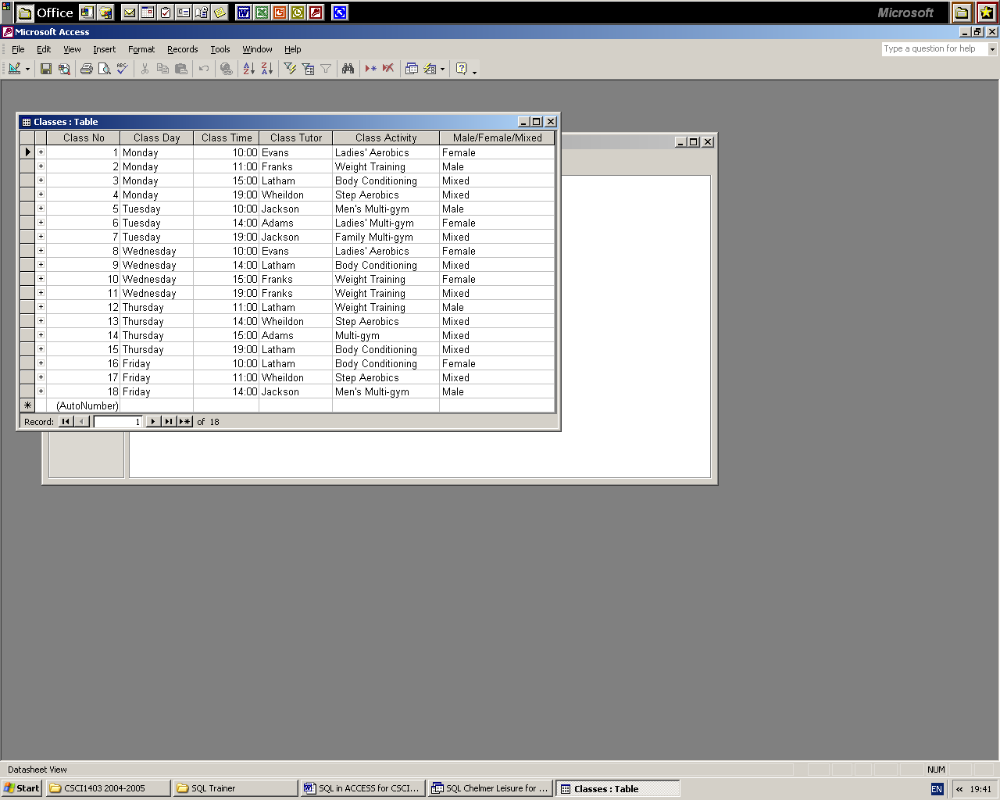 Office Microsoft
Microsoft Access
File Edit View Insert Format Records Tools Window Help Type a question for help
Classes : Table
Class No Class Day Class Time Class Tutor Class Activity Male/Female/Mixed
1 Monday 10:00 Evans Ladies' Aerobics Female
2 Monday 11:00 Franks Weight Training Male
3 Monday 15:00 Latham Body Conditioning Mixed
4 Monday 19:00 Wheildon Step Aerobics Mixed
5 Tuesday 10:00 Jackson Men's Multi-gym Male
6 Tuesday 14:00 Adams Ladies' Multi-gym Female
7 Tuesday 19:00 Jackson Family Multi-gym Mixed
8 Wednesday 10:00 Evans Ladies' Aerobics Female
9 Wednesday 14:00 Latham Body Conditioning Mixed
10 Wednesday 15:00 Franks Weight Training Female
11 Wednesday 19:00 Franks Weight Training Mixed
12 Thursday 11:00 Latham Weight Training Male
13 Thursday 14:00 Wheildon Step Aerobics Mixed
14 Thursday 15:00 Adams Multi-gym Mixed
15 Thursday 19:00 Latham Body Conditioning Mixed
16 Friday 10:00 Latham Body Conditioning Female
17 Friday 11:00 Wheildon Step Aerobics Mixed
18 Friday 14:00 Jackson Men's Multi-gym Male
(AutoNumber)
Record: 1 of 18
Datasheet View NUM
Start CSCI1403 2004-2005 SQL Trainer SQL in ACCESS for CSCI... SQL Chelmer Leisure for ... Classes : Table EN « 19:41